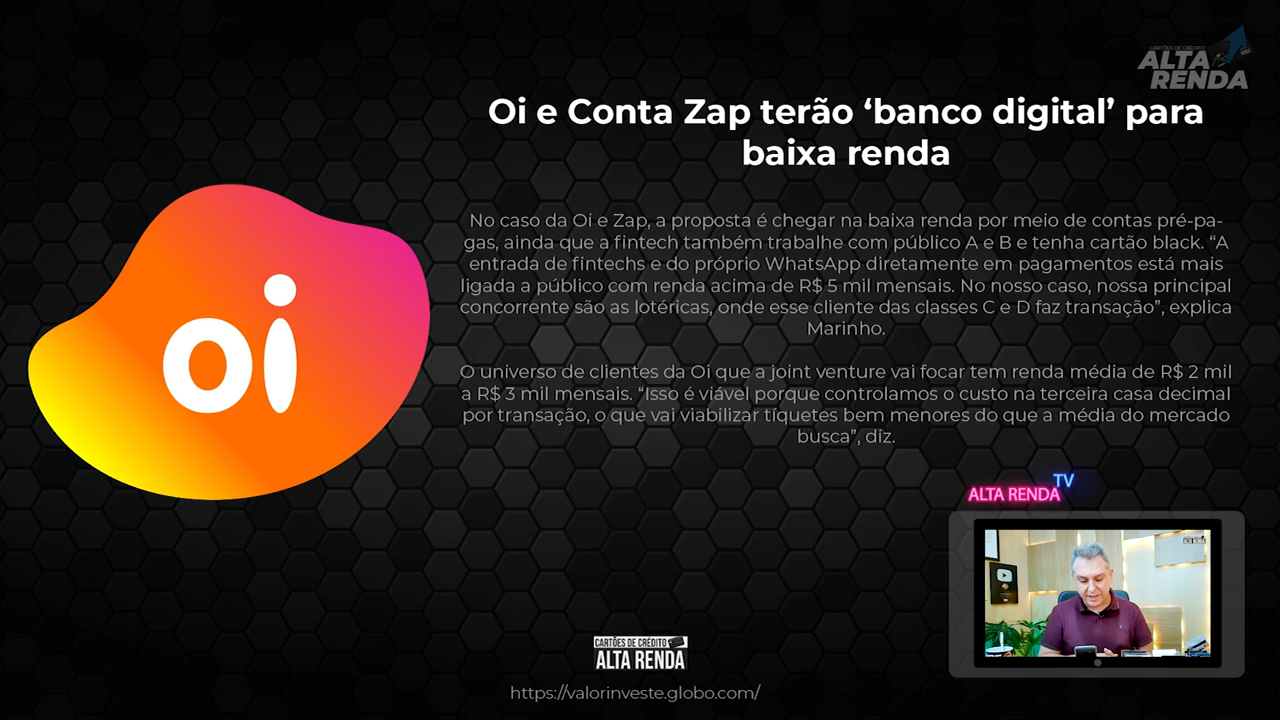 CARTÕES DE CRÉDITO
ALTA
RENDA
Oi e Conta Zap terão ‘banco digital’ para
baixa renda
oi
No caso da Oi e Zap, a proposta é chegar na baixa renda por meio de contas pré-pa-
gas, ainda que a fintech também trabalhe com público A e B e tenha cartão black. “A
entrada de fintechs e do próprio WhatsApp diretamente em pagamentos está mais
ligada a público com renda acima de R$ 5 mil mensais. No nosso caso, nossa principal
concorrente são as lotéricas, onde esse cliente das classes C e D faz transação”, explica
Marinho.
O universo de clientes da Oi que a joint venture vai focar tem renda média de R$ 2 mil
a R$ 3 mil mensais. “Isso é viável porque controlamos o custo na terceira casa decimal
por transação, o que vai viabilizar tíquetes bem menores do que a média do mercado
busca”, diz.
ALTA RENDA TV
CARTÕES DE CRÉDITO
ALTA RENDA
https://valorinveste.globo.com/